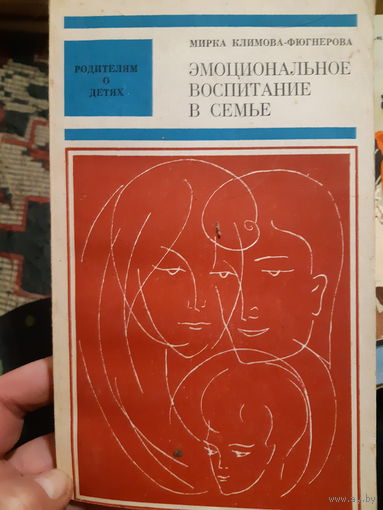 МИРКА КЛИМОВА-ФЮГНЕРОВА
РОДИТЕЛЯМ
О
ДЕТЯХ
ЭМОЦИОНАЛЬНОЕ
ВОСПИТАНИЕ
В СЕМЬЕ
www.ay.by